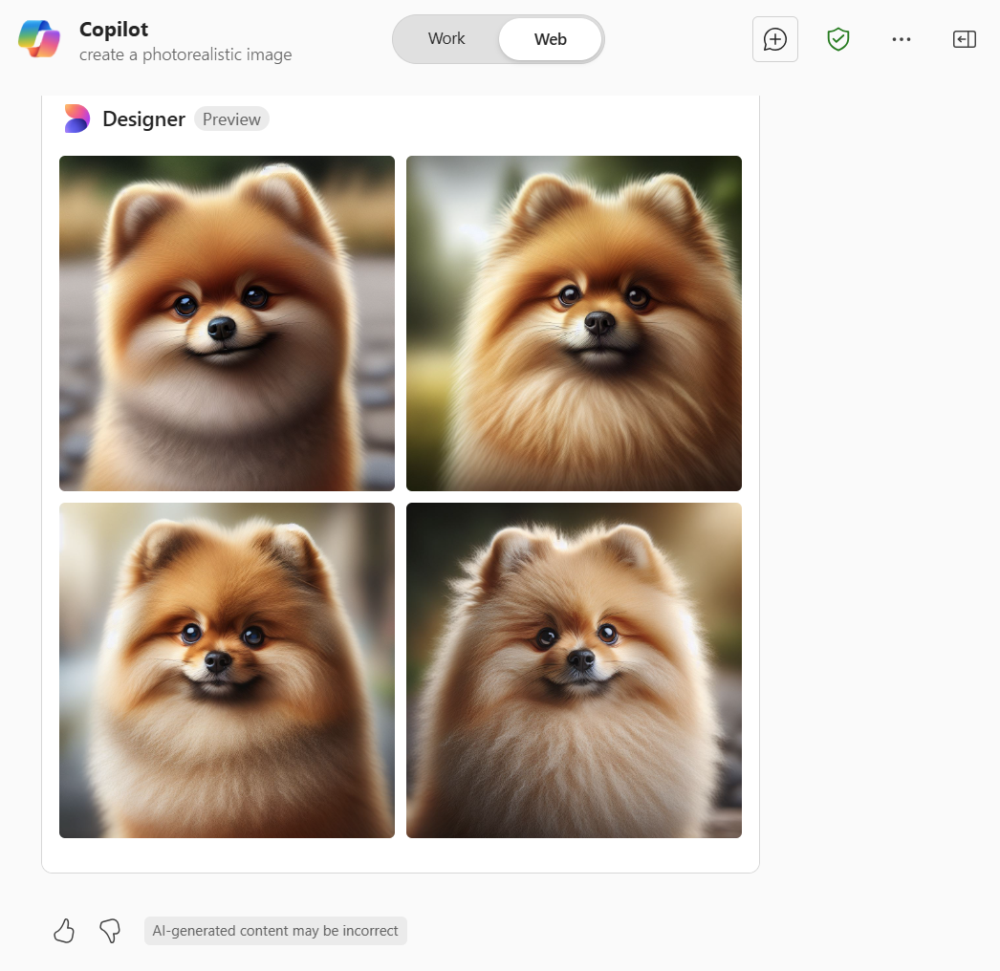 Copilot
create a photorealistic image
Work
Web
Designer
Preview
AI-generated content may be incorrect